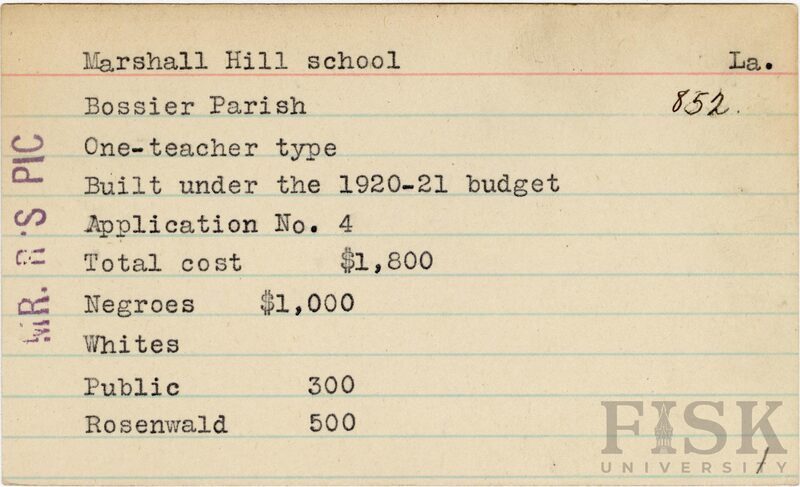 Marshall Hill school La.
Bossier Parish 852.
One-teacher type
Built under the 1920-21 budget
Application No. 4
Total cost $1,800
Negroes $1,000
Whites
Public 300
Rosenwald 500
MR. R'S PIC
FISK
UNIVERSITY
1